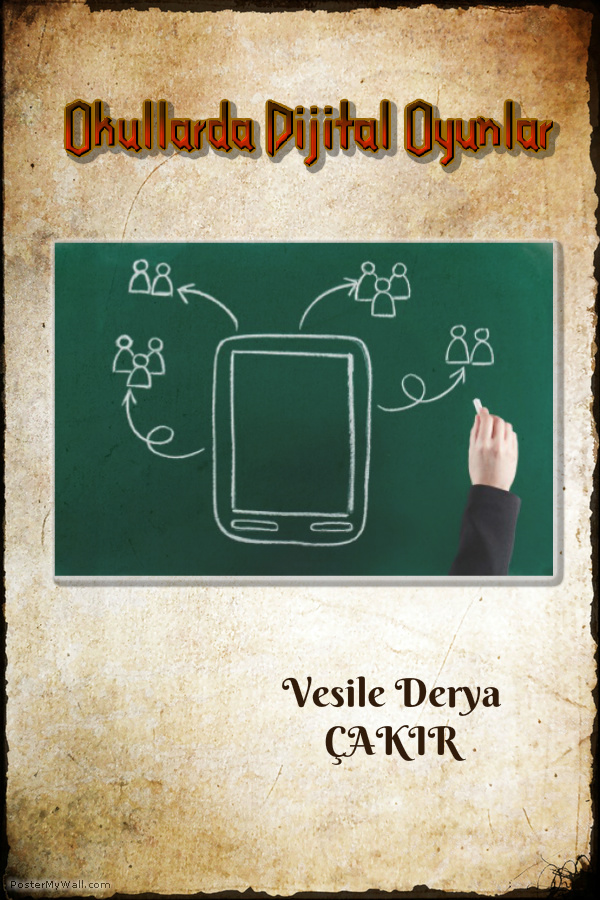 Okullarda Dijital Oyunlar
Vesile Derya
ÇAKIR
PosterMyWall.com